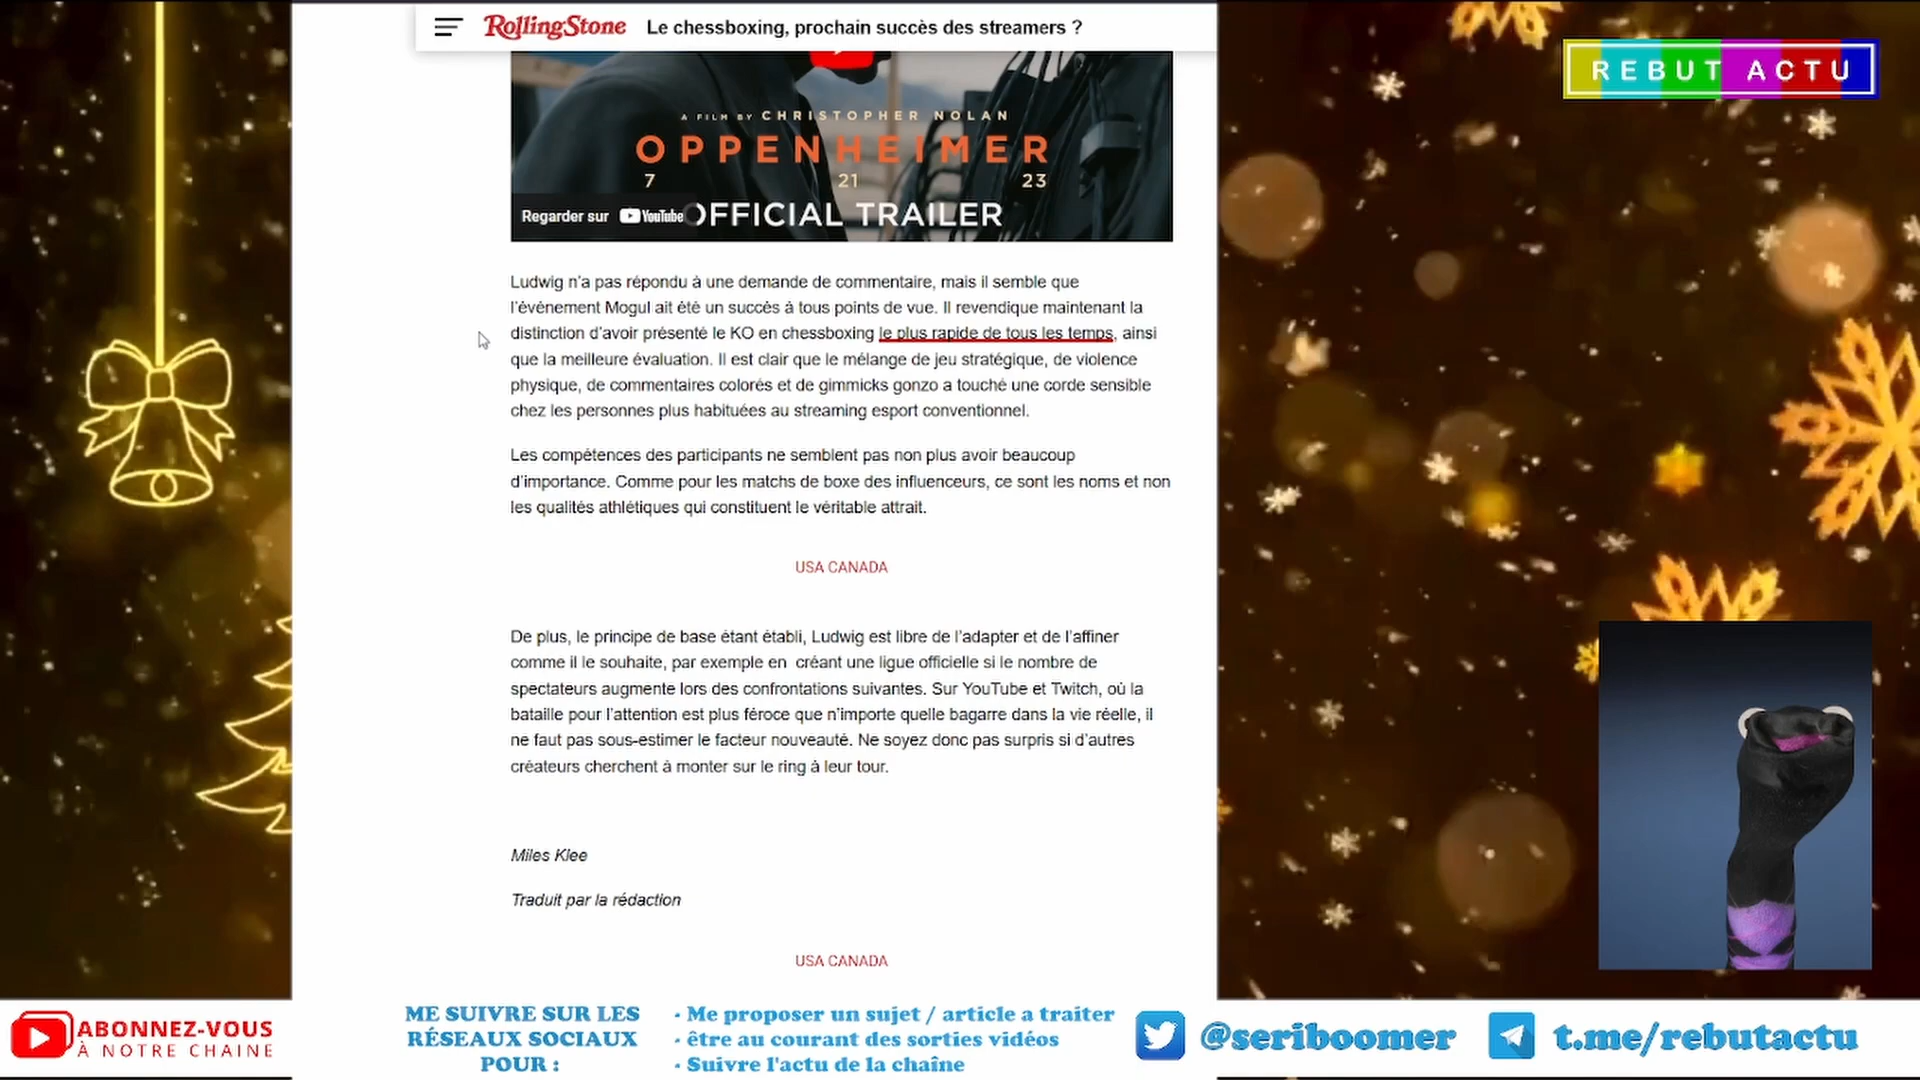 RollingStone Le chessboxing, prochain succès des streamers ?
REBUT ACTU
A FILM BY CHRISTOPHER NOLAN
OPPENHEIMER
7 21 23
Regarder sur YouTube OFFICIAL TRAILER
Ludwig n'a pas répondu à une demande de commentaire, mais il semble que
l'évènement Mogul ait été un succès à tous points de vue. Il revendique maintenant la
distinction d'avoir présenté le KO en chessboxing le plus rapide de tous les temps, ainsi
que la meilleure évaluation. Il est clair que le mélange de jeu stratégique, de violence
physique, de commentaires colorés et de gimmicks gonzo a touché une corde sensible
chez les personnes plus habituées au streaming esport conventionnel.
Les compétences des participants ne semblent pas non plus avoir beaucoup
d'importance. Comme pour les matchs de boxe des influenceurs, ce sont les noms et non
les qualités athlétiques qui constituent le véritable attrait.
USA CANADA
De plus, le principe de base étant établi, Ludwig est libre de l'adapter et de l'affiner
comme il le souhaite, par exemple en créant une ligue officielle si le nombre de
spectateurs augmente lors des confrontations suivantes. Sur YouTube et Twitch, où la
bataille pour l'attention est plus féroce que n'importe quelle bagarre dans la vie réelle, il
ne faut pas sous-estimer le facteur nouveauté. Ne soyez donc pas surpris si d'autres
créateurs cherchent à monter sur le ring à leur tour.
Miles Klee
Traduit par la rédaction
USA CANADA
ABONNEZ-VOUS
À NOTRE CHAINE
ME SUIVRE SUR LES
RÉSEAUX SOCIAUX
POUR :
- Me proposer un sujet / article a traiter
- être au courant des sorties vidéos
- Suivre l'actu de la chaîne
@seriboomer
t.me/rebutactu